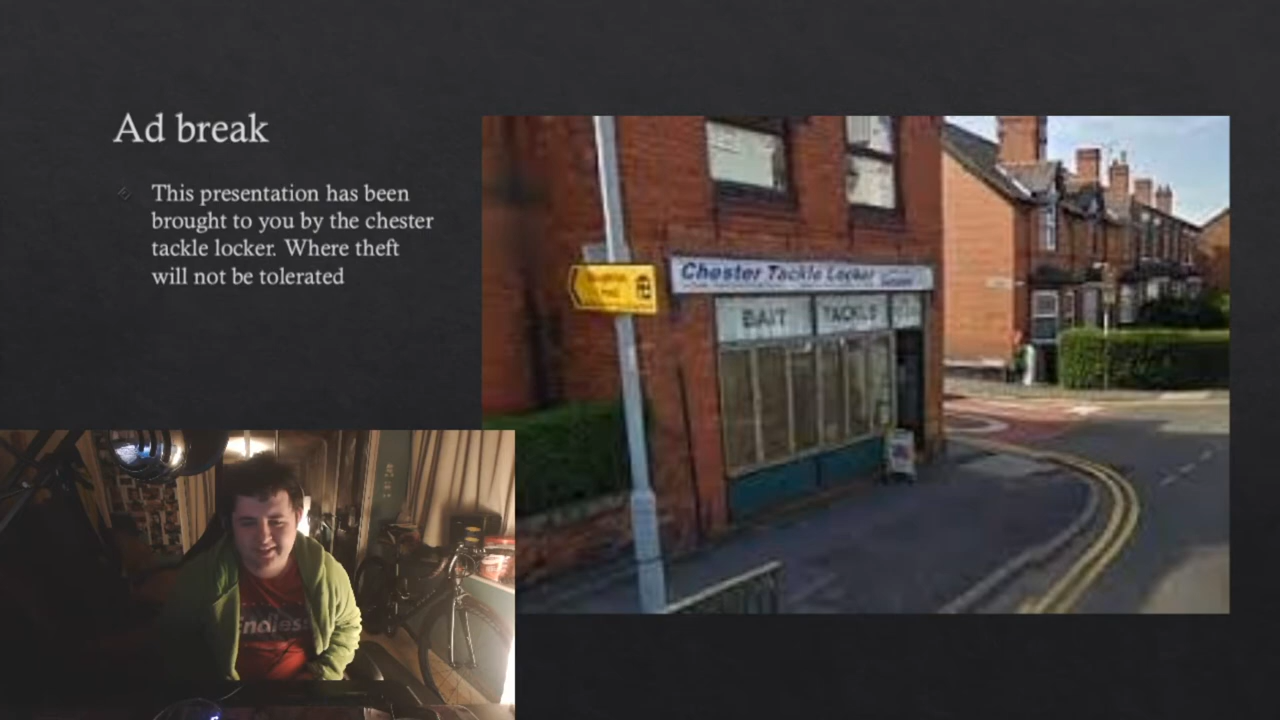 Ad break
This presentation has been
brought to you by the chester
tackle locker. Where theft
will not be tolerated
Chester Tackle Locker
BAIT TACKLE
Endless